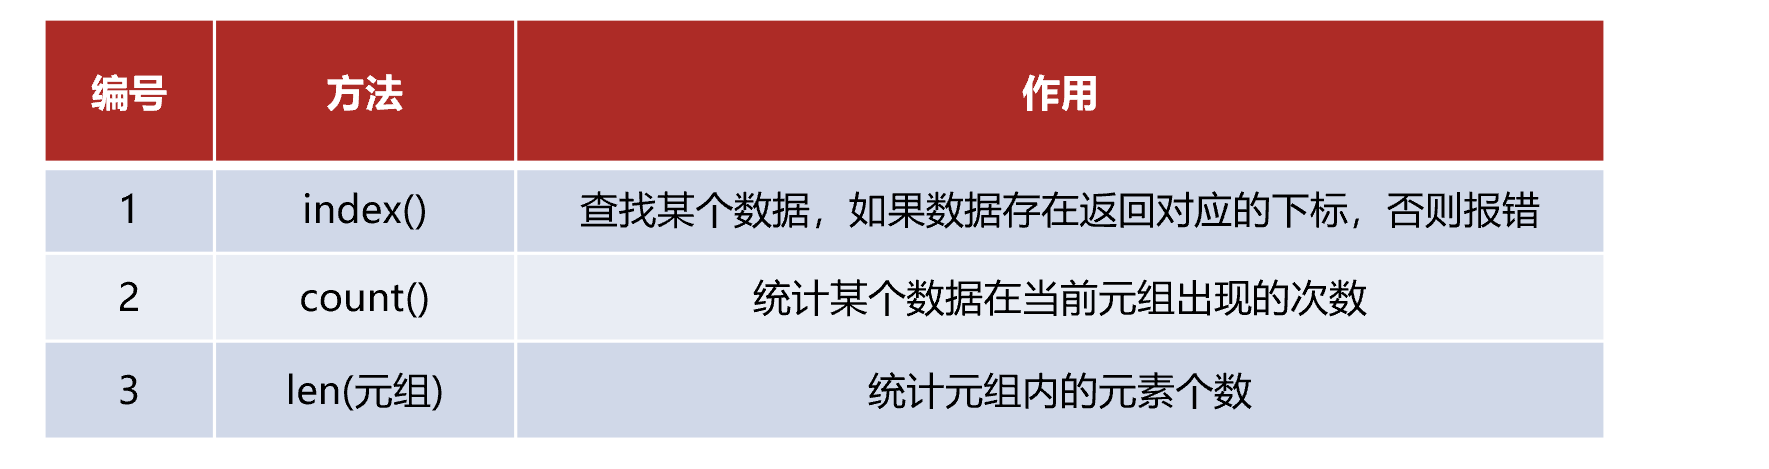 编号 方法 作用
1 index() 查找某个数据，如果数据存在返回对应的下标，否则报错
2 count() 统计某个数据在当前元组出现的次数
3 len(元组) 统计元组内的元素个数